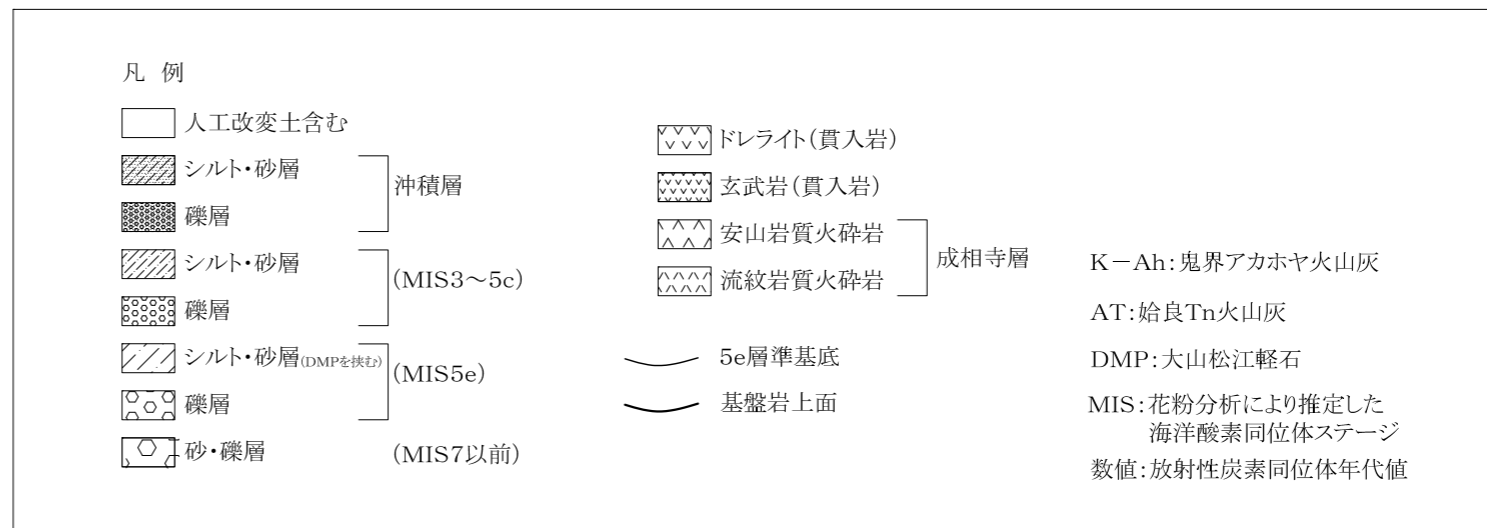 凡 例
人工改変土含む
シルト・砂層
礫層
沖積層
シルト・砂層
礫層
(MIS3～5c)
シルト・砂層(DMPを挟む)
礫層
(MIS5e)
砂・礫層
(MIS7以前)
ドレライト(貫入岩)
玄武岩(貫入岩)
安山岩質火砕岩
流紋岩質火砕岩
成相寺層
5e層準基底
基盤岩上面
K－Ah：鬼界アカホヤ火山灰
AT：姶良Tn火山灰
DMP：大山松江軽石
MIS：花粉分析により推定した
海洋酸素同位体ステージ
数値：放射性炭素同位体年代値